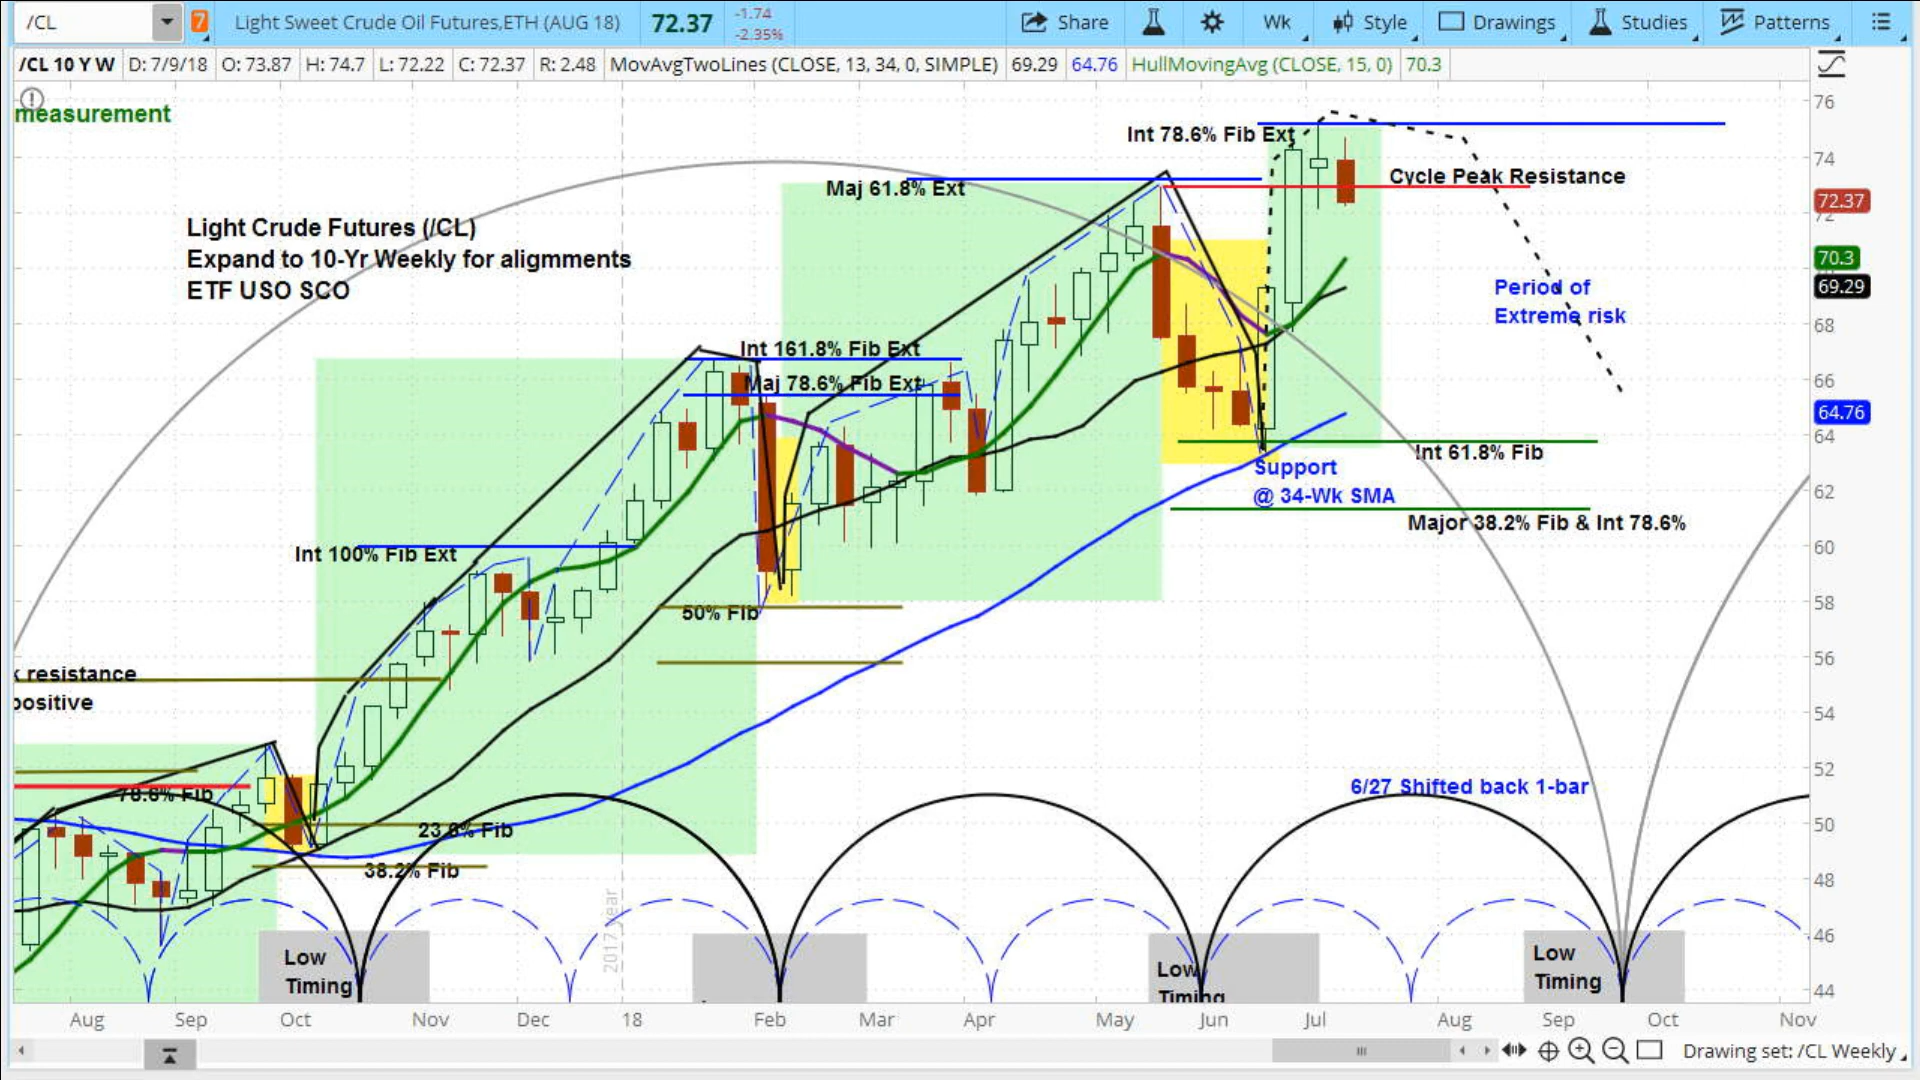 /CL
7
Light Sweet Crude Oil Futures,ETH (AUG 18)
72.37
-1.74
-2.35%
Share
Wk
Style
Drawings
Studies
Patterns
/CL 10 Y W
D: 7/9/18
O: 73.87
H: 74.7
L: 72.22
C: 72.37
R: 2.48
MovAvgTwoLines (CLOSE, 13, 34, 0, SIMPLE)
69.29
64.76
HullMovingAvg (CLOSE, 15, 0)
70.3
measurement
Light Crude Futures (/CL)
Expand to 10-Yr Weekly for aligmments
ETF USO SCO
Int 78.6% Fib Ext
Maj 61.8% Ext
Cycle Peak Resistance
Period of
Extreme risk
Int 161.8% Fib Ext
Maj 78.6% Fib Ext
Int 61.8% Fib
Support
@ 34-Wk SMA
Major 38.2% Fib & Int 78.6%
Int 100% Fib Ext
50% Fib
resistance
positive
78.6% Fib
23.6% Fib
38.2% Fib
6/27 Shifted back 1-bar
2017 year
Low
Timing
Low
Timing
Low
Timing
76
74
72.37
72
70.3
69.29
68
66
64.76
64
62
60
58
56
54
52
50
48
46
44
Aug
Sep
Oct
Nov
Dec
18
Feb
Mar
Apr
May
Jun
Jul
Aug
Sep
Oct
Nov
Drawing set: /CL Weekly